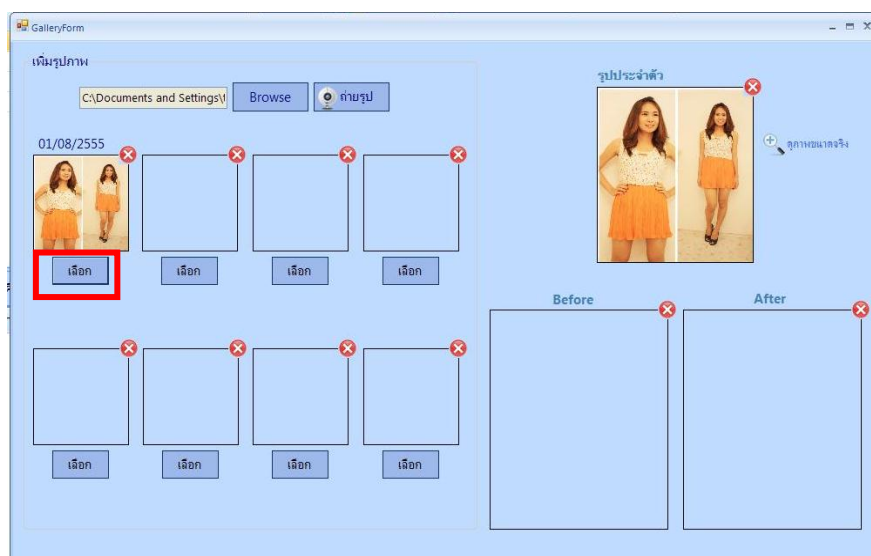 GalleryForm
เพิ่มรูปภาพ
C:\Documents and Settings\
Browse
ถ่ายรูป
01/08/2555
เลือก
เลือก
เลือก
เลือก
เลือก
เลือก
เลือก
เลือก
รูปประจำตัว
ดูภาพขนาดจริง
Before
After